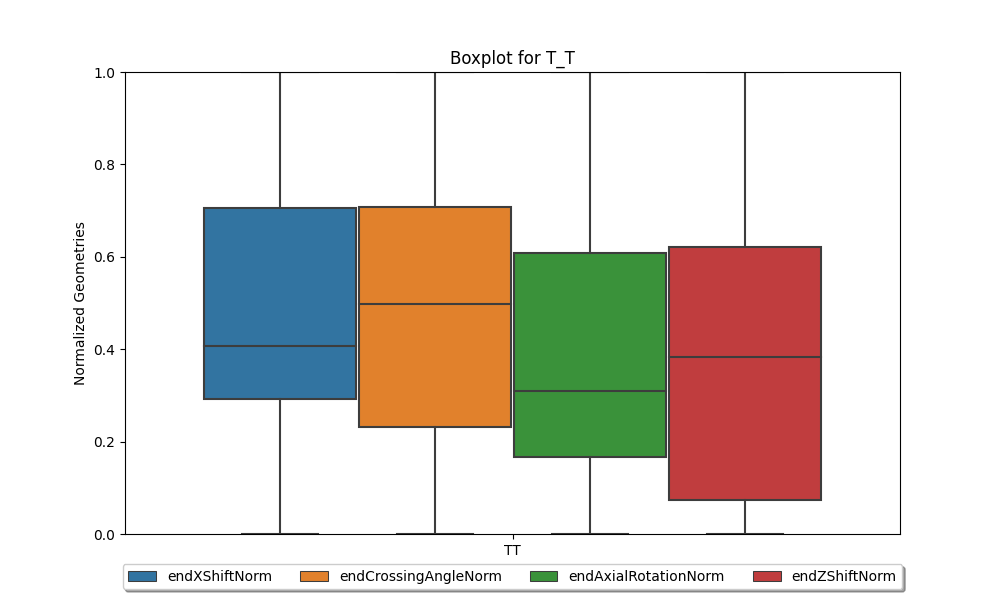 Boxplot for T_T
Normalized Geometries
1.0
0.8
0.6
0.4
0.2
0.0
TT
endXShiftNorm
endCrossingAngleNorm
endAxialRotationNorm
endZShiftNorm